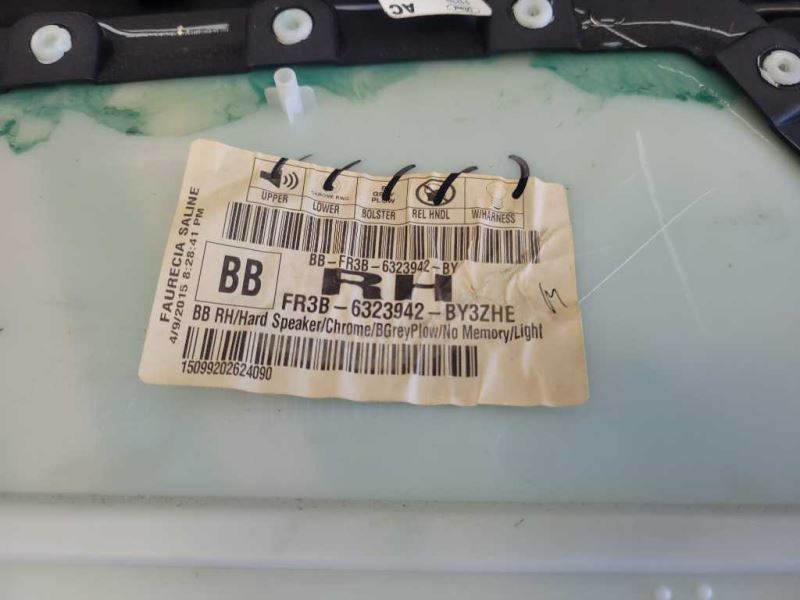 AC
FAURECIA SALINE
4/9/2015 8:28:41 PM
UPPER LOWER BOLSTER REL HNDL W/HARNESS
BB-FR3B-6323942-BY
BB
RH
FR3B-6323942-BY3ZHE
BB RH/Hard Speaker/Chrome/BGreyPlow/No Memory/Light
15099202624090
M